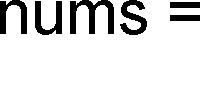 nums =